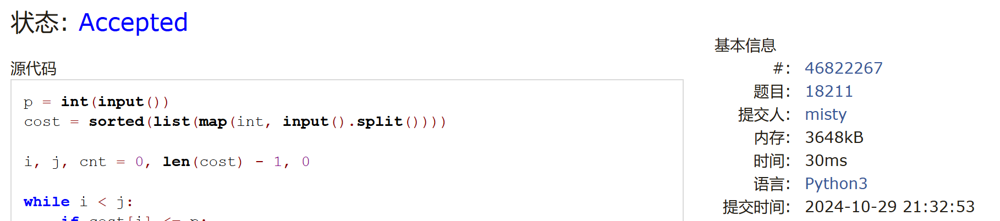 状态: Accepted
源代码
p = int(input())
cost = sorted(list(map(int, input().split())))
i, j, cnt = 0, len(cost) - 1, 0
while i < j:
if cost[i] <= p:
基本信息
#: 46822267
题目: 18211
提交人: misty
内存: 3648kB
时间: 30ms
语言: Python3
提交时间: 2024-10-29 21:32:53